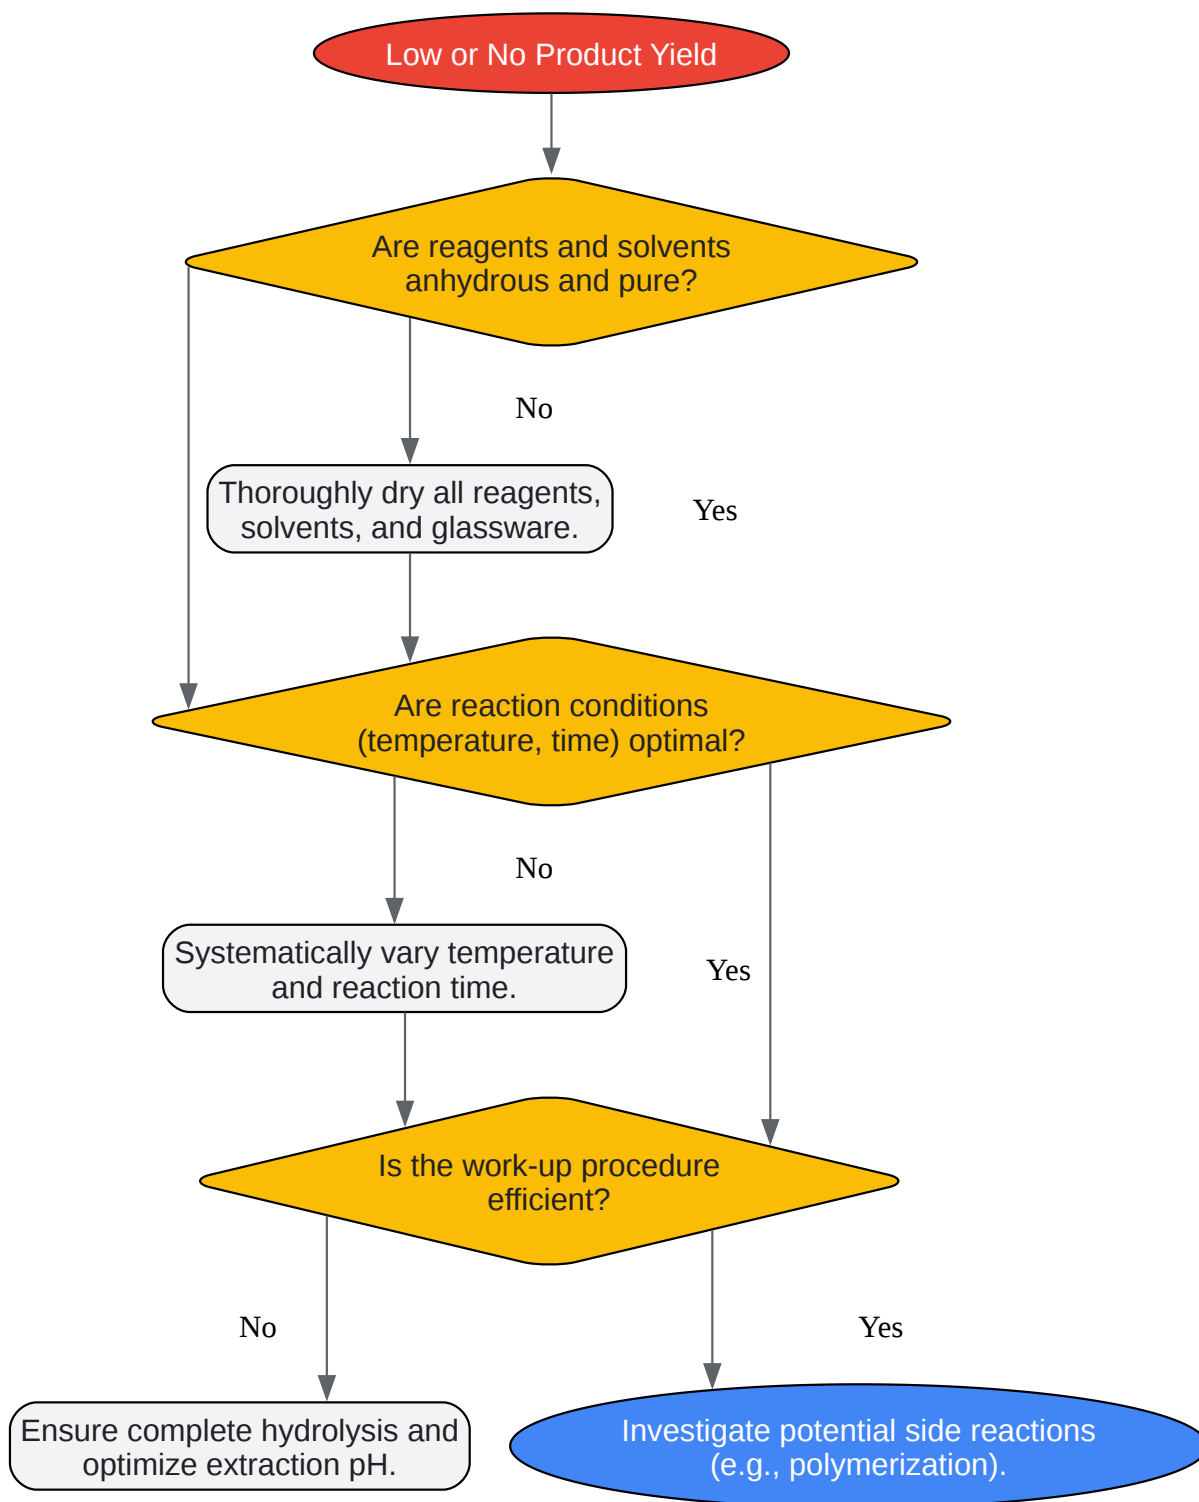 Low or No Product Yield
Are reagents and solvents
anhydrous and pure?
No
Thoroughly dry all reagents,
solvents, and glassware.
Yes
Are reaction conditions
(temperature, time) optimal?
No
Systematically vary temperature
and reaction time.
Yes
Is the work-up procedure
efficient?
No
Yes
Ensure complete hydrolysis and
optimize extraction pH.
Investigate potential side reactions
(e.g., polymerization).